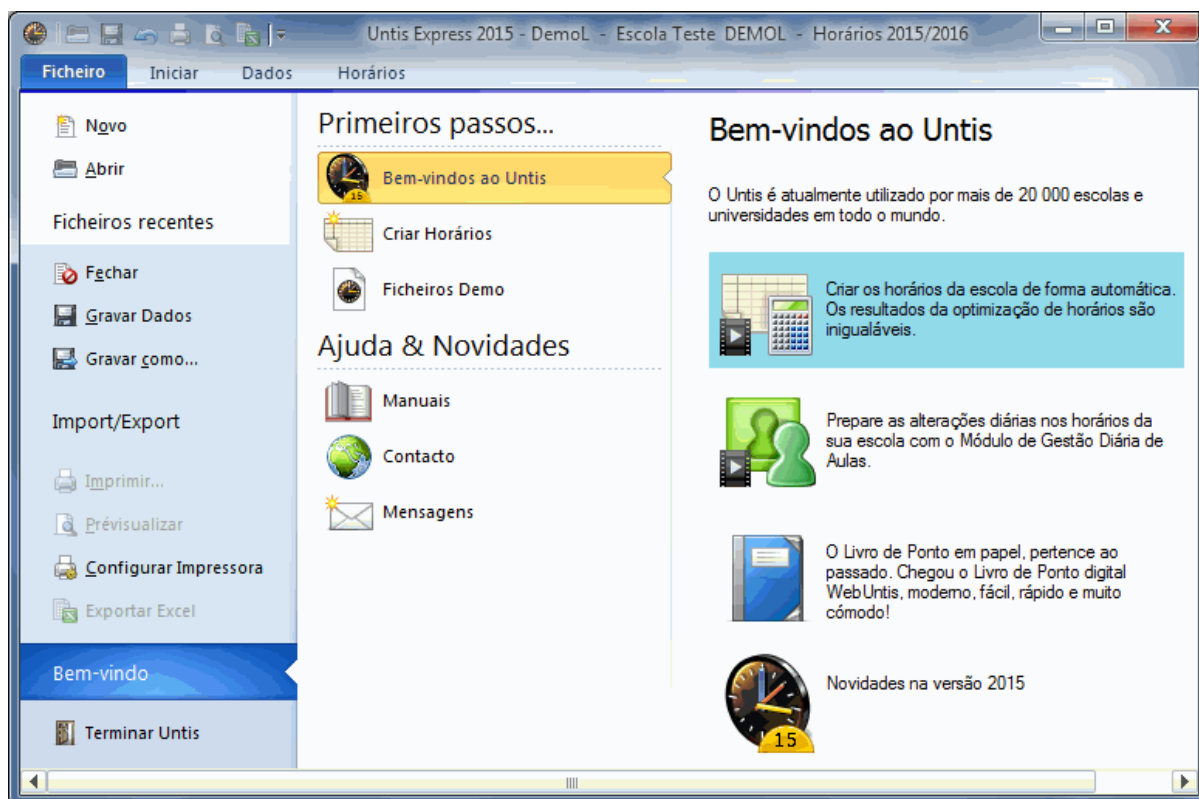 Untis Express 2015 - DemoL - Escola Teste DEMOL - Horários 2015/2016
Ficheiro Iniciar Dados Horários
Novo
Abrir
Ficheiros recentes
Fechar
Gravar Dados
Gravar como...
Import/Export
Imprimir...
Prévisualizar
Configurar Impressora
Exportar Excel
Bem-vindo
Terminar Untis
Primeiros passos...
Bem-vindos ao Untis
15
Criar Horários
Ficheiros Demo
Ajuda & Novidades
Manuais
Contacto
Mensagens
Bem-vindos ao Untis
O Untis é atualmente utilizado por mais de 20 000 escolas e
universidades em todo o mundo.
Criar os horários da escola de forma automática.
Os resultados da optimização de horários são
inigualáveis.
Prepare as alterações diárias nos horários da
sua escola com o Módulo de Gestão Diária de
Aulas.
O Livro de Ponto em papel, pertence ao
passado. Chegou o Livro de Ponto digital
WebUntis, moderno, fácil, rápido e muito
cómodo!
Novidades na versão 2015
15